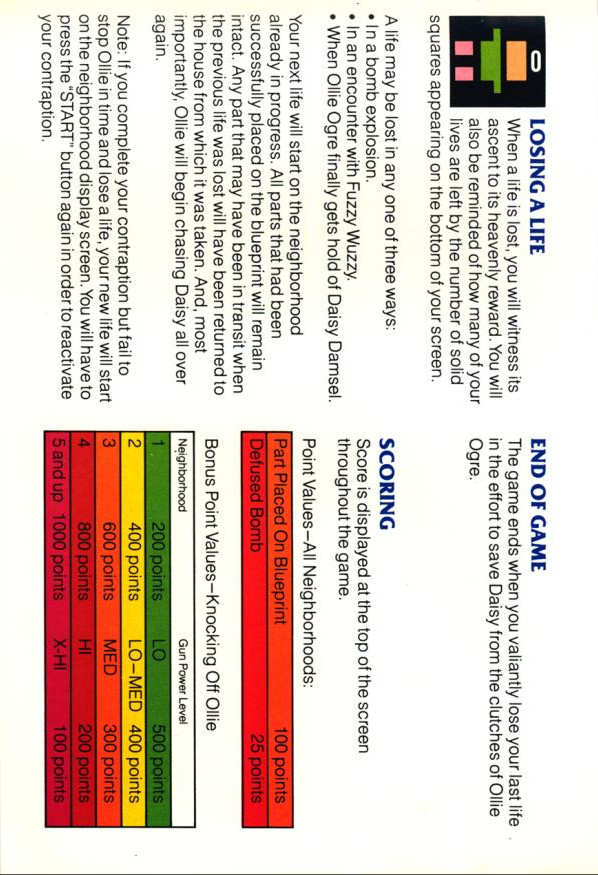 LOSING A LIFE
When a life is lost, you will witness its
ascent to its heavenly reward. You will
also be reminded of how many of your
lives are left by the number of solid
squares appearing on the bottom of your screen.
A life may be lost in any one of three ways:
• In a bomb explosion.
• In an encounter with Fuzzy Wuzzy.
• When Ollie Ogre finally gets hold of Daisy Damsel.
Your next life will start on the neighborhood
already in progress. All parts that had been
successfully placed on the blueprint will remain
intact. Any part that may have been in transit when
the previous life was lost will have been returned to
the house from which it was taken. And, most
importantly, Ollie will begin chasing Daisy all over
again.
Note: If you complete your contraption but fail to
stop Ollie in time and lose a life, your new life will start
on the neighborhood display screen. You will have to
press the "START" button again in order to reactivate
your contraption.
END OF GAME
The game ends when you valiantly lose your last life
in the effort to save Daisy from the clutches of Ollie
Ogre.
SCORING
Score is displayed at the top of the screen
throughout the game.
Point Values—All Neighborhoods:
Part Placed On Blueprint 100 points
Defused Bomb 25 points
Bonus Point Values—Knocking Off Ollie
Neighborhood Gun Power Level
1 200 points LO 500 points
2 400 points LO–MED 400 points
3 600 points MED 300 points
4 800 points HI 200 points
5 and up 1000 points X-HI 100 points